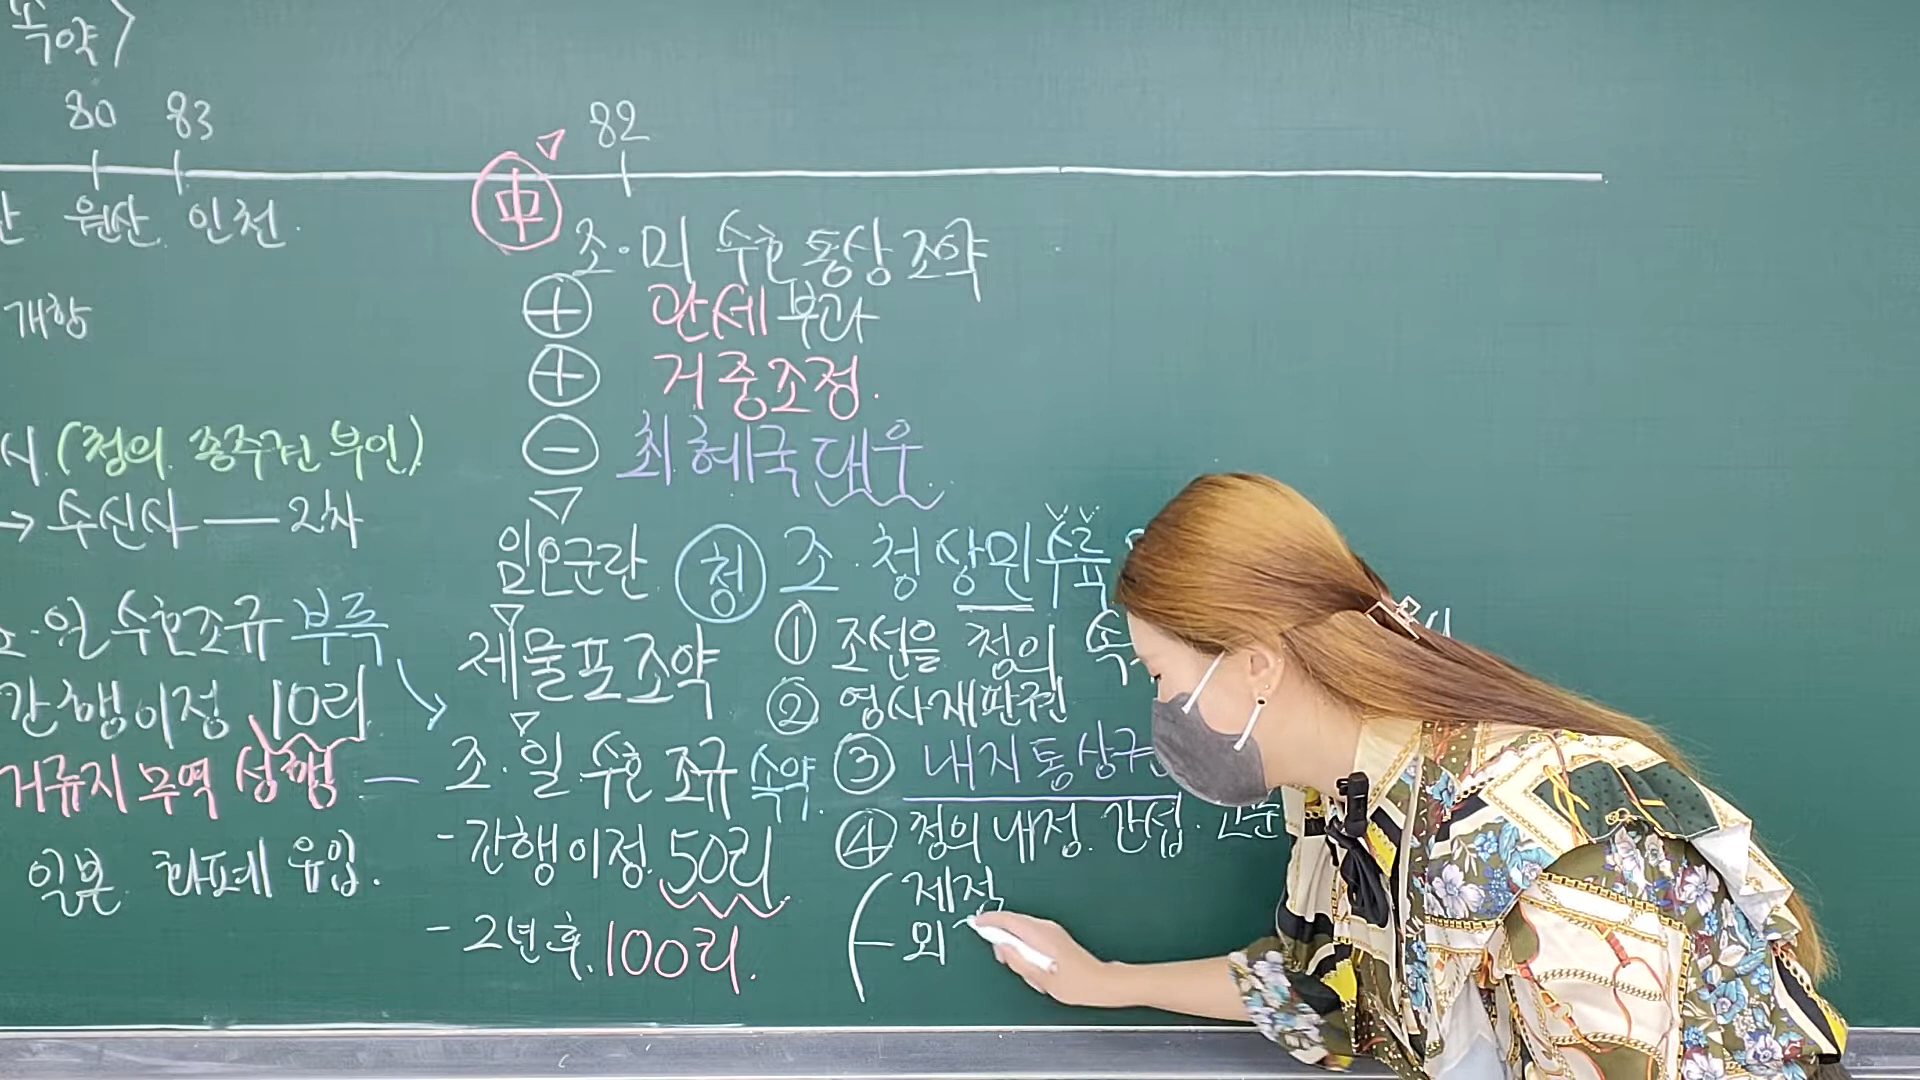 속약>
80 83
원산 인천.
개항
(청의 종주권 부인)
→ 수신사 — 2차
조·일 수호조규 부록
간행이정 10리
거류지 무역 성행
일본 화폐 유입.
82
中
조·미 수호통상조약
+ 관세 부과
+ 거중조정.
- 최혜국대우.
임오군란
제물포조약
조·일 수호조규 속약.
- 간행이정 50리
- 2년 후. 100리.
청 조·청상민수륙
① 조선을 청의 속
② 영사재판권
③ 내지통상권
④ 청의 내정. 간섭.